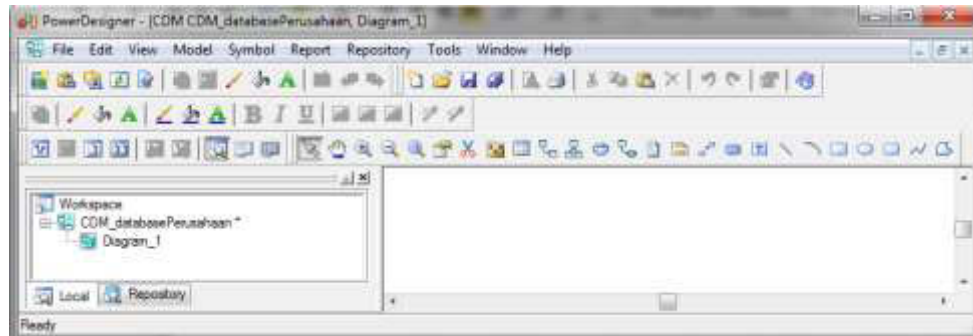 PowerDesigner - [CDM CDM_databasePerusahaan, Diagram_1]
File Edit View Model Symbol Report Repository Tools Window Help
B I U
Workspace
CDM_databasePerusahaan *
Diagram_1
Local Repository
Ready